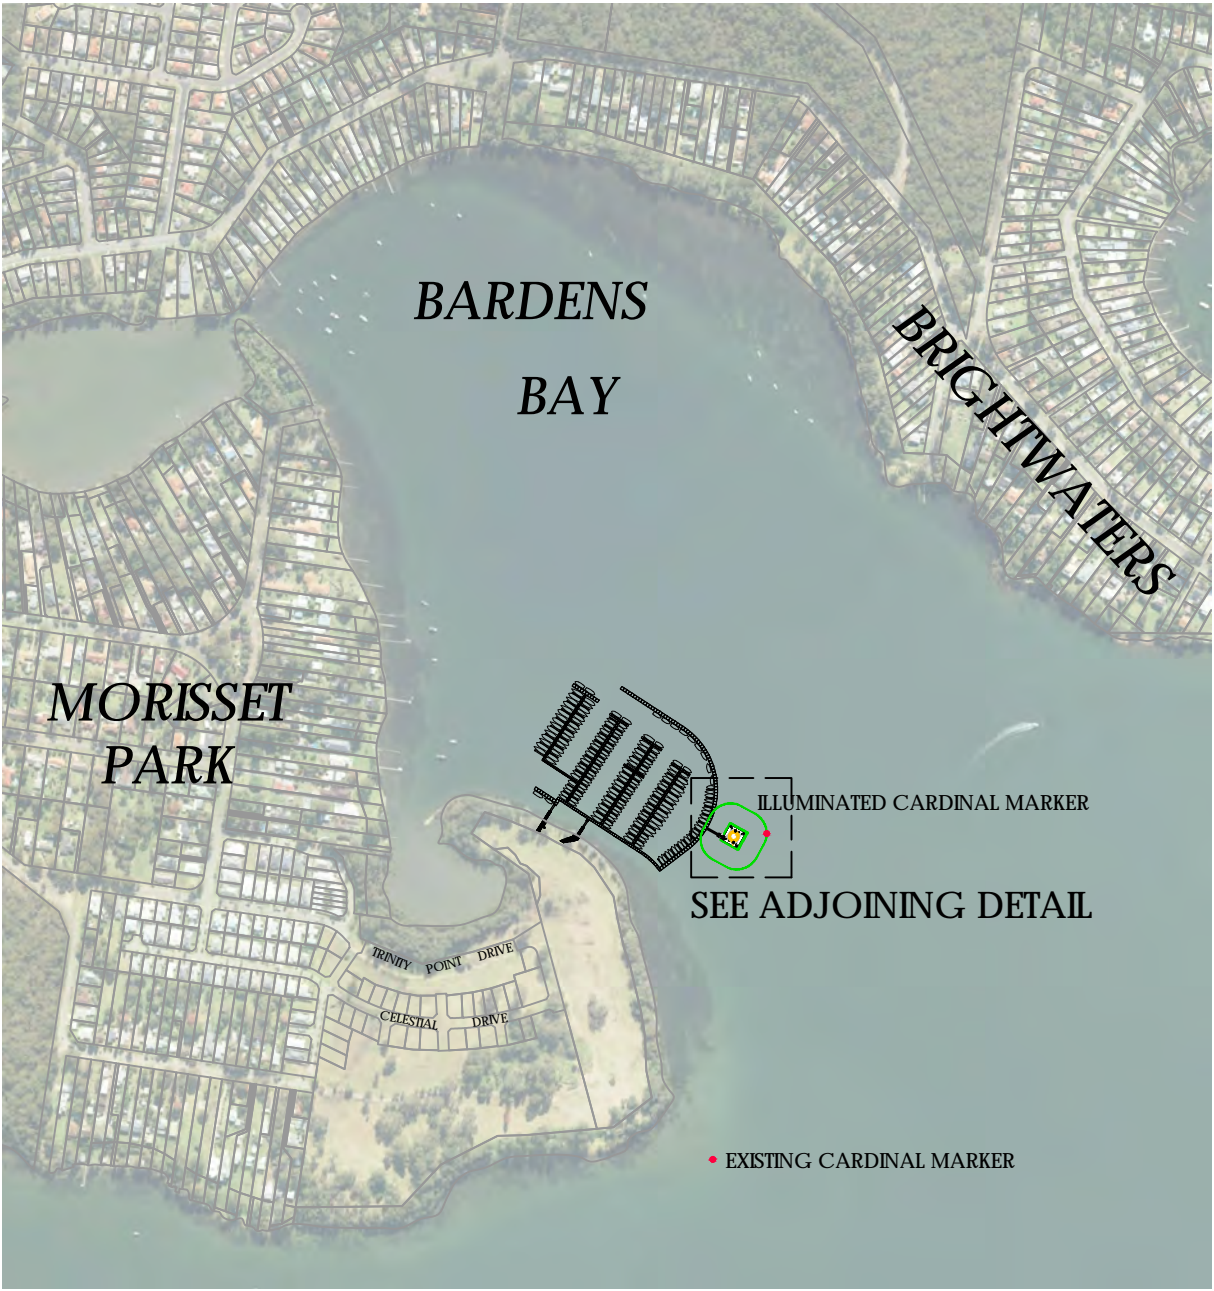 BARDENS
BAY
BRIGHTWATERS
MORISSET
PARK
ILLUMINATED CARDINAL MARKER
SEE ADJOINING DETAIL
TRINITY POINT DRIVE
CELESTIAL DRIVE
EXISTING CARDINAL MARKER